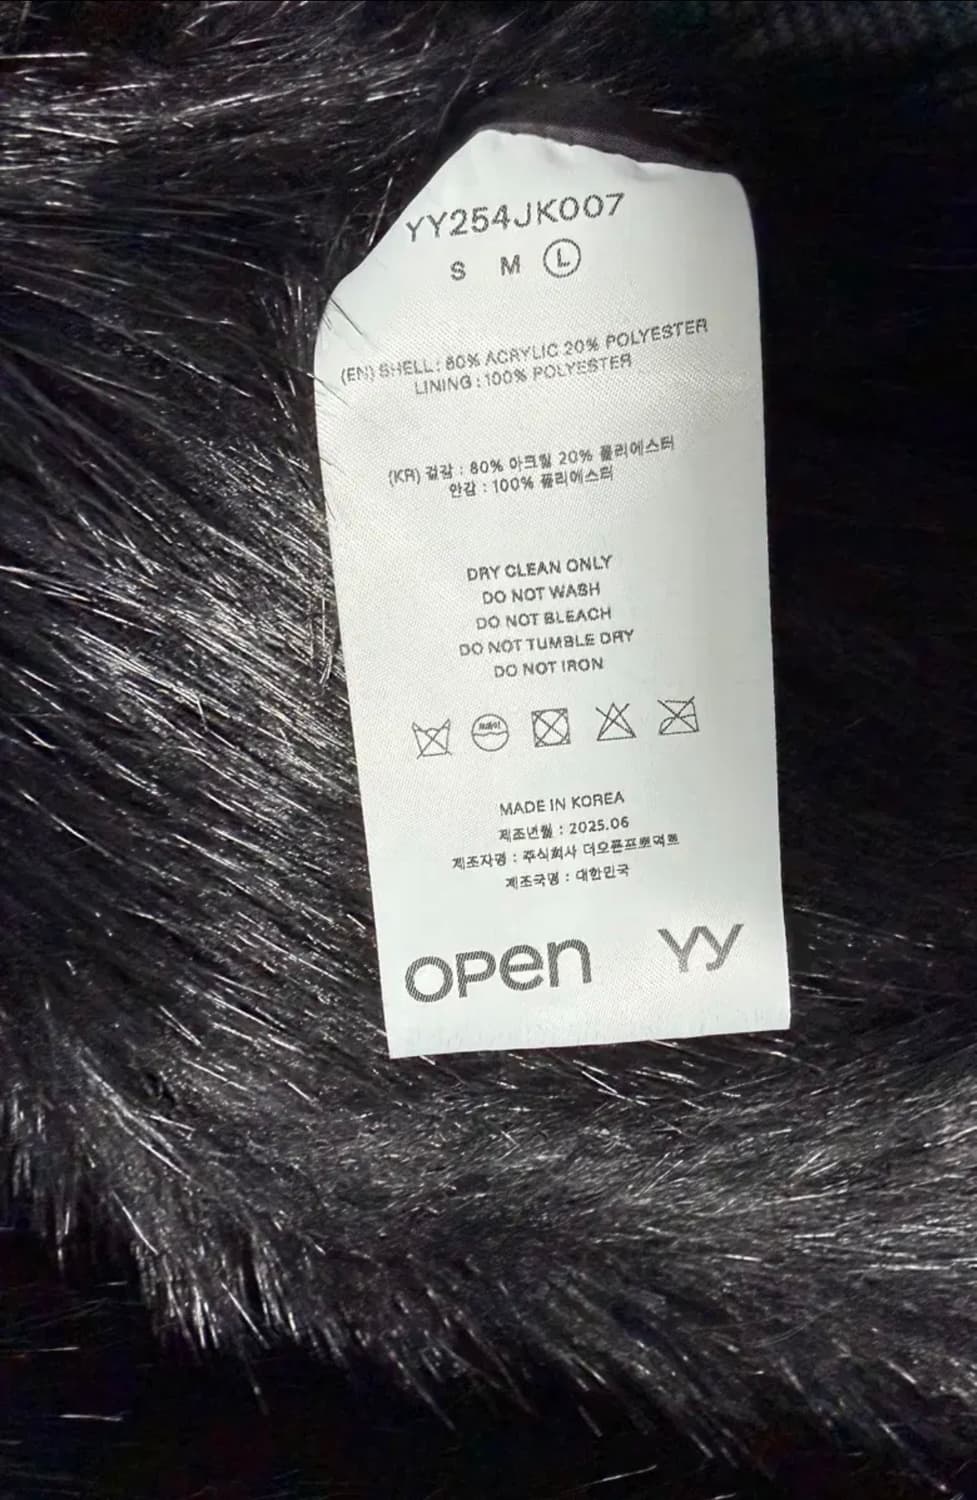 YY254JK007
S M L
(EN) SHELL : 80% ACRYLIC 20% POLYESTER
LINING : 100% POLYESTER
(KR) 겉감 : 80% 아크릴 20% 폴리에스터
안감 : 100% 폴리에스터
DRY CLEAN ONLY
DO NOT WASH
DO NOT BLEACH
DO NOT TUMBLE DRY
DO NOT IRON
MADE IN KOREA
제조년월 : 2025.06
제조자명 : 주식회사 더오픈프로덕트
제조국명 : 대한민국
OPEN YY